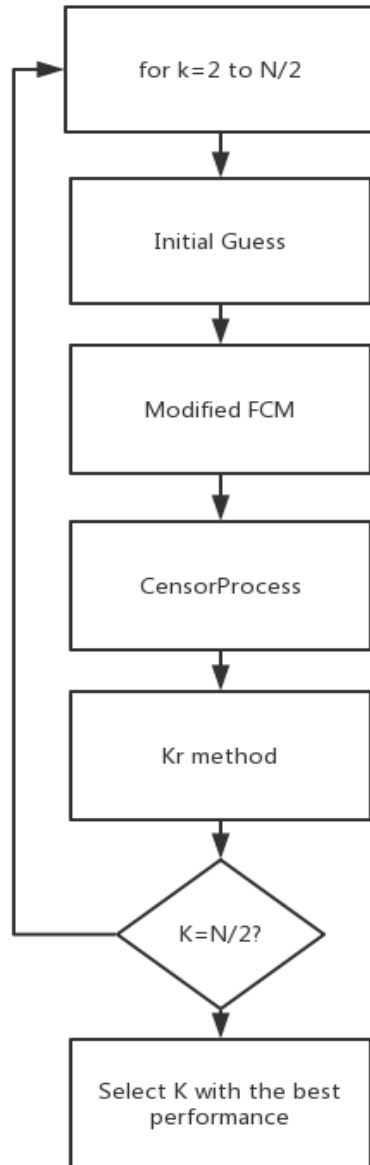 for k=2 to N/2
Initial Guess
Modified FCM
CensorProcess
Kr method
K=N/2?
Select K with the best
performance